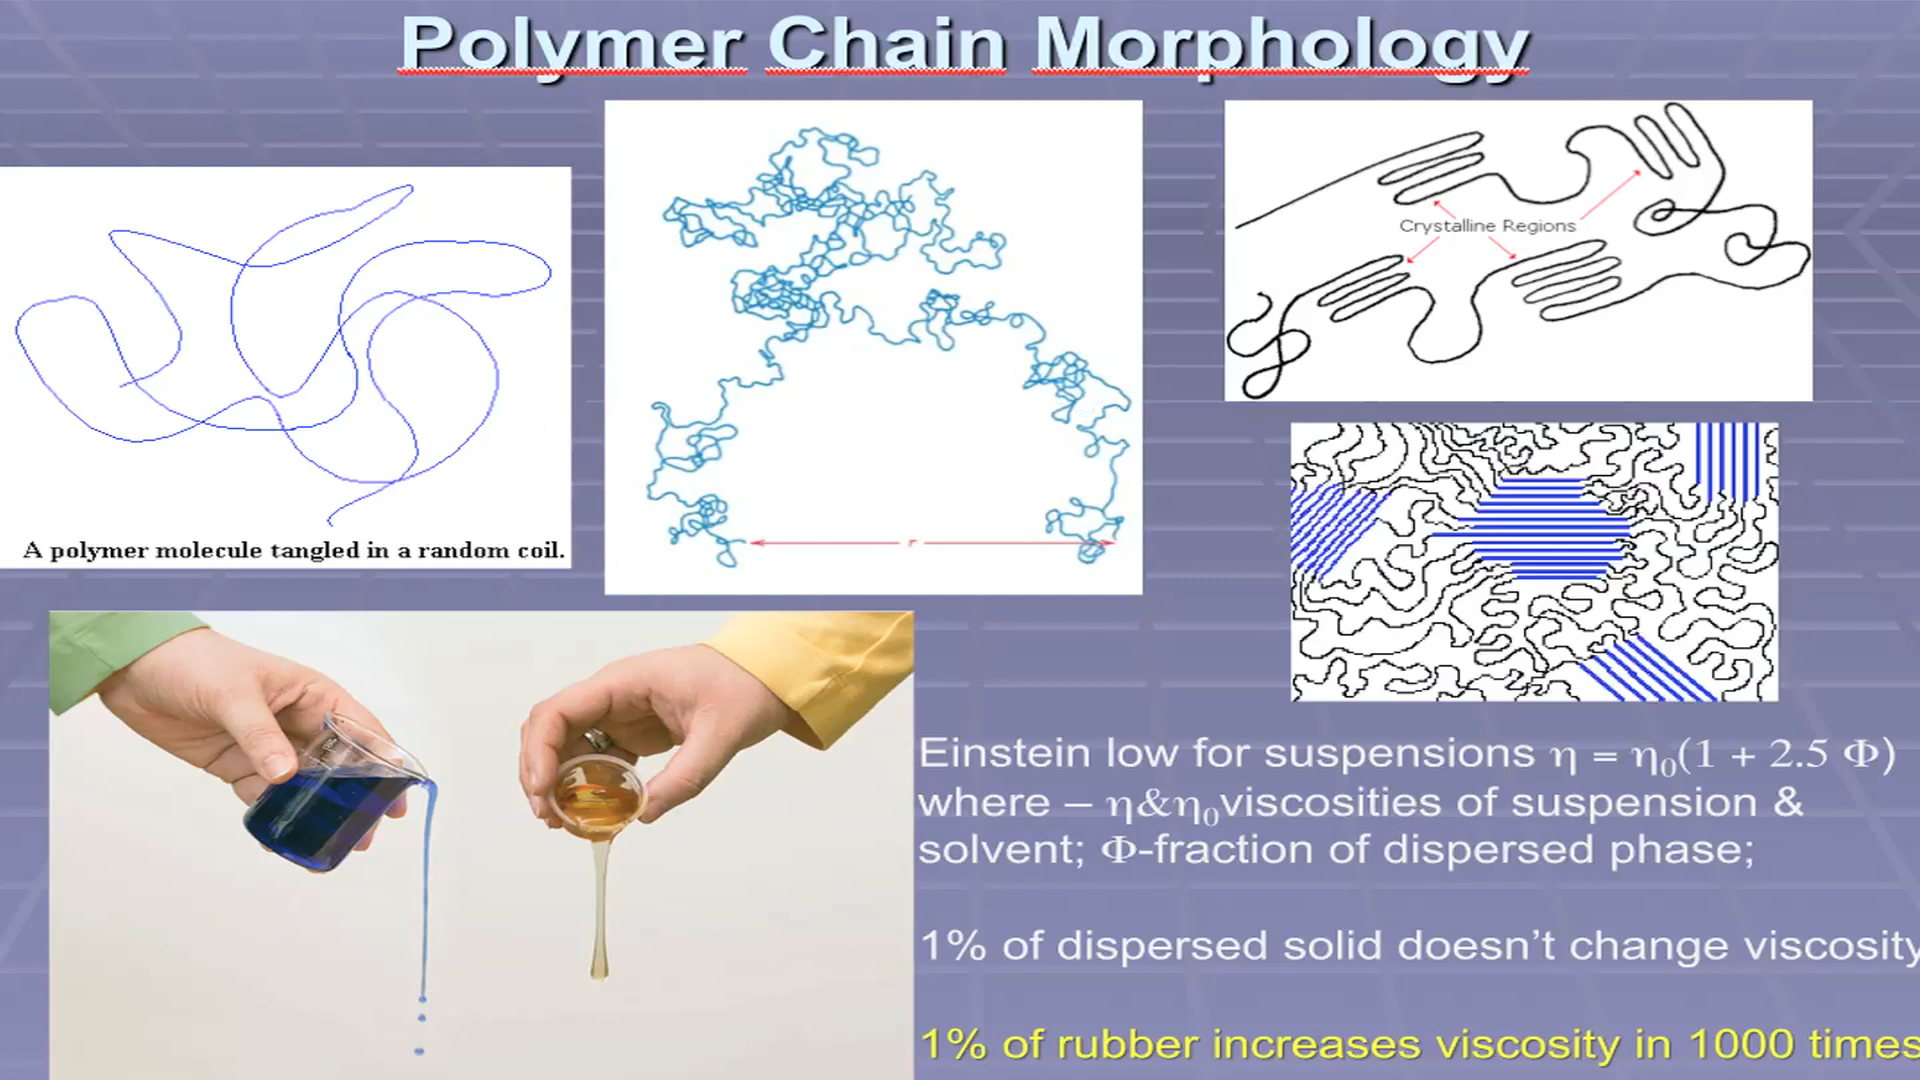 Polymer Chain Morphology
A polymer molecule tangled in a random coil.
r
Crystalline Regions
Einstein low for suspensions η = η₀(1 + 2.5 Φ)
where – η&η₀viscosities of suspension &
solvent; Φ-fraction of dispersed phase;
1% of dispersed solid doesn’t change viscosity
1% of rubber increases viscosity in 1000 times